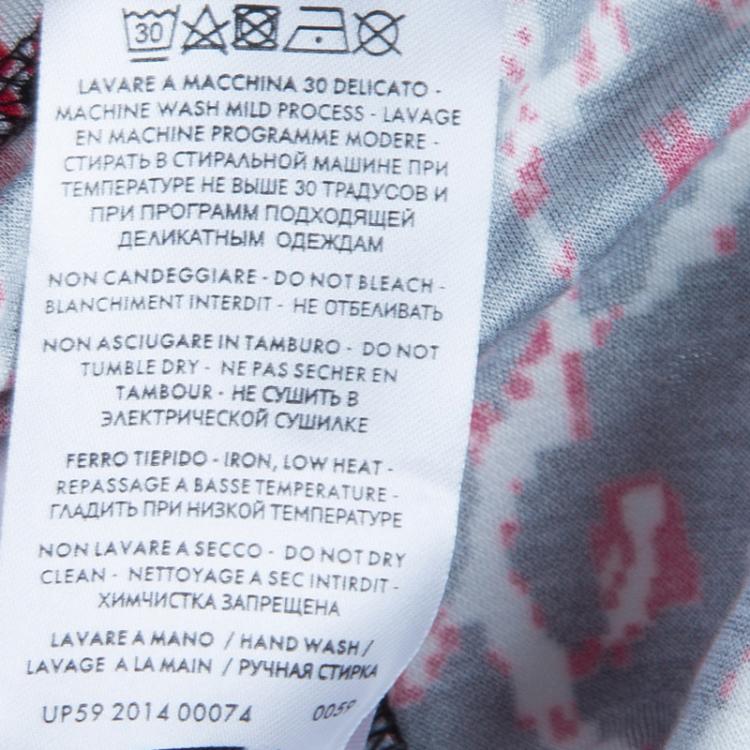 30
LAVARE A MACCHINA 30 DELICATO -
MACHINE WASH MILD PROCESS - LAVAGE
EN MACHINE PROGRAMME MODERE -
СТИРАТЬ В СТИРАЛЬНОЙ МАШИНЕ ПРИ
ТЕМПЕРАТУРЕ НЕ ВЫШЕ 30 ТРАДУСОВ И
ПРИ ПРОГРАММ ПОДХОДЯЩЕЙ
ДЕЛИКАТНЫМ ОДЕЖДАМ
NON CANDEGGIARE - DO NOT BLEACH -
BLANCHIMENT INTERDIT - НЕ ОТБЕЛИВАТЬ
NON ASCIUGARE IN TAMBURO - DO NOT
TUMBLE DRY - NE PAS SECHER EN
TAMBOUR - НЕ СУШИТЬ В
ЭЛЕКТРИЧЕСКОЙ СУШИЛКЕ
FERRO TIEPIDO - IRON, LOW HEAT -
REPASSAGE A BASSE TEMPERATURE -
ГЛАДИТЬ ПРИ НИЗКОЙ ТЕМПЕРАТУРЕ
NON LAVARE A SECCO - DO NOT DRY
CLEAN - NETTOYAGE A SEC INTIRDIT -
ХИМЧИСТКА ЗАПРЕЩЕНА
LAVARE A MANO / HAND WASH /
LAVAGE A LA MAIN / РУЧНАЯ СТИРКА
UP59 2014 00074 0059